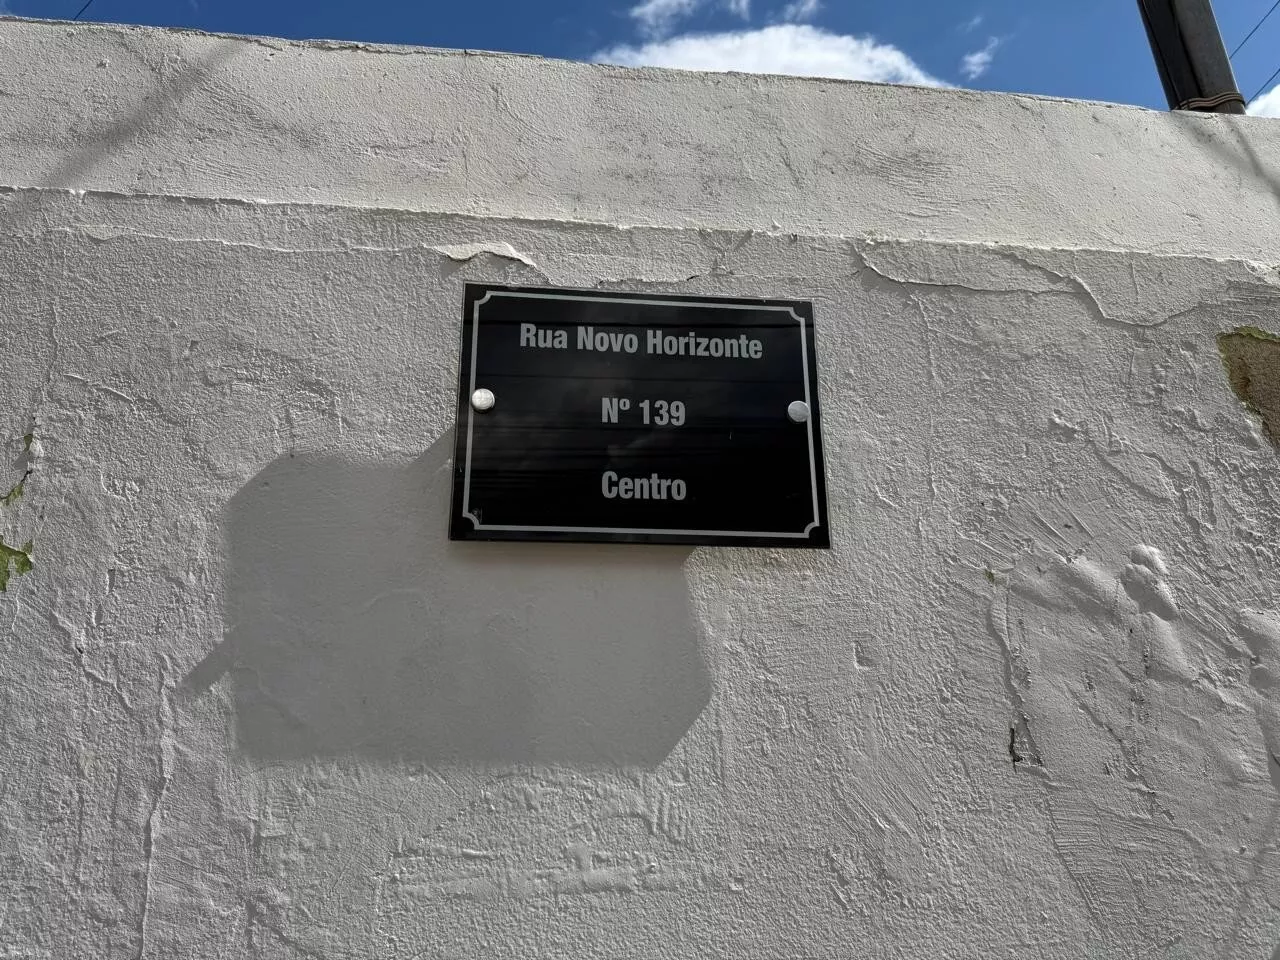 Rua Novo Horizonte
Nº 139
Centro